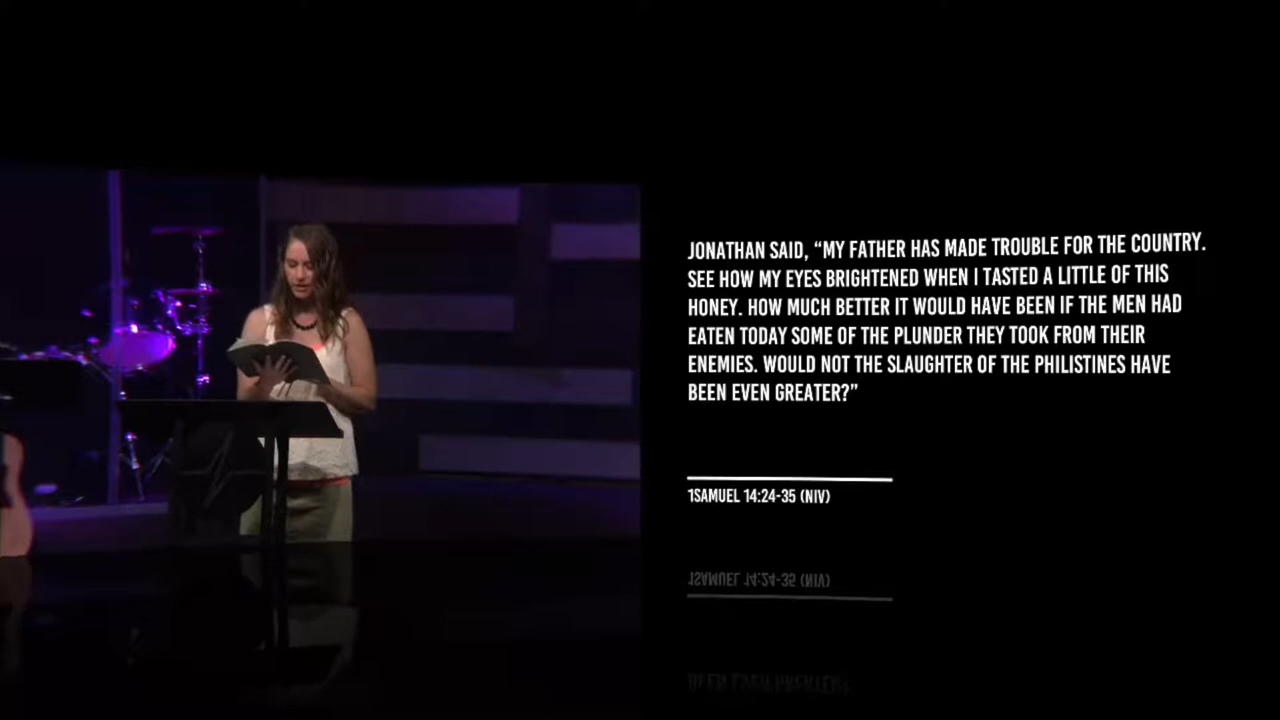 JONATHAN SAID, “MY FATHER HAS MADE TROUBLE FOR THE COUNTRY.
SEE HOW MY EYES BRIGHTENED WHEN I TASTED A LITTLE OF THIS
HONEY. HOW MUCH BETTER IT WOULD HAVE BEEN IF THE MEN HAD
EATEN TODAY SOME OF THE PLUNDER THEY TOOK FROM THEIR
ENEMIES. WOULD NOT THE SLAUGHTER OF THE PHILISTINES HAVE
BEEN EVEN GREATER?”
1SAMUEL 14:24-35 (NIV)